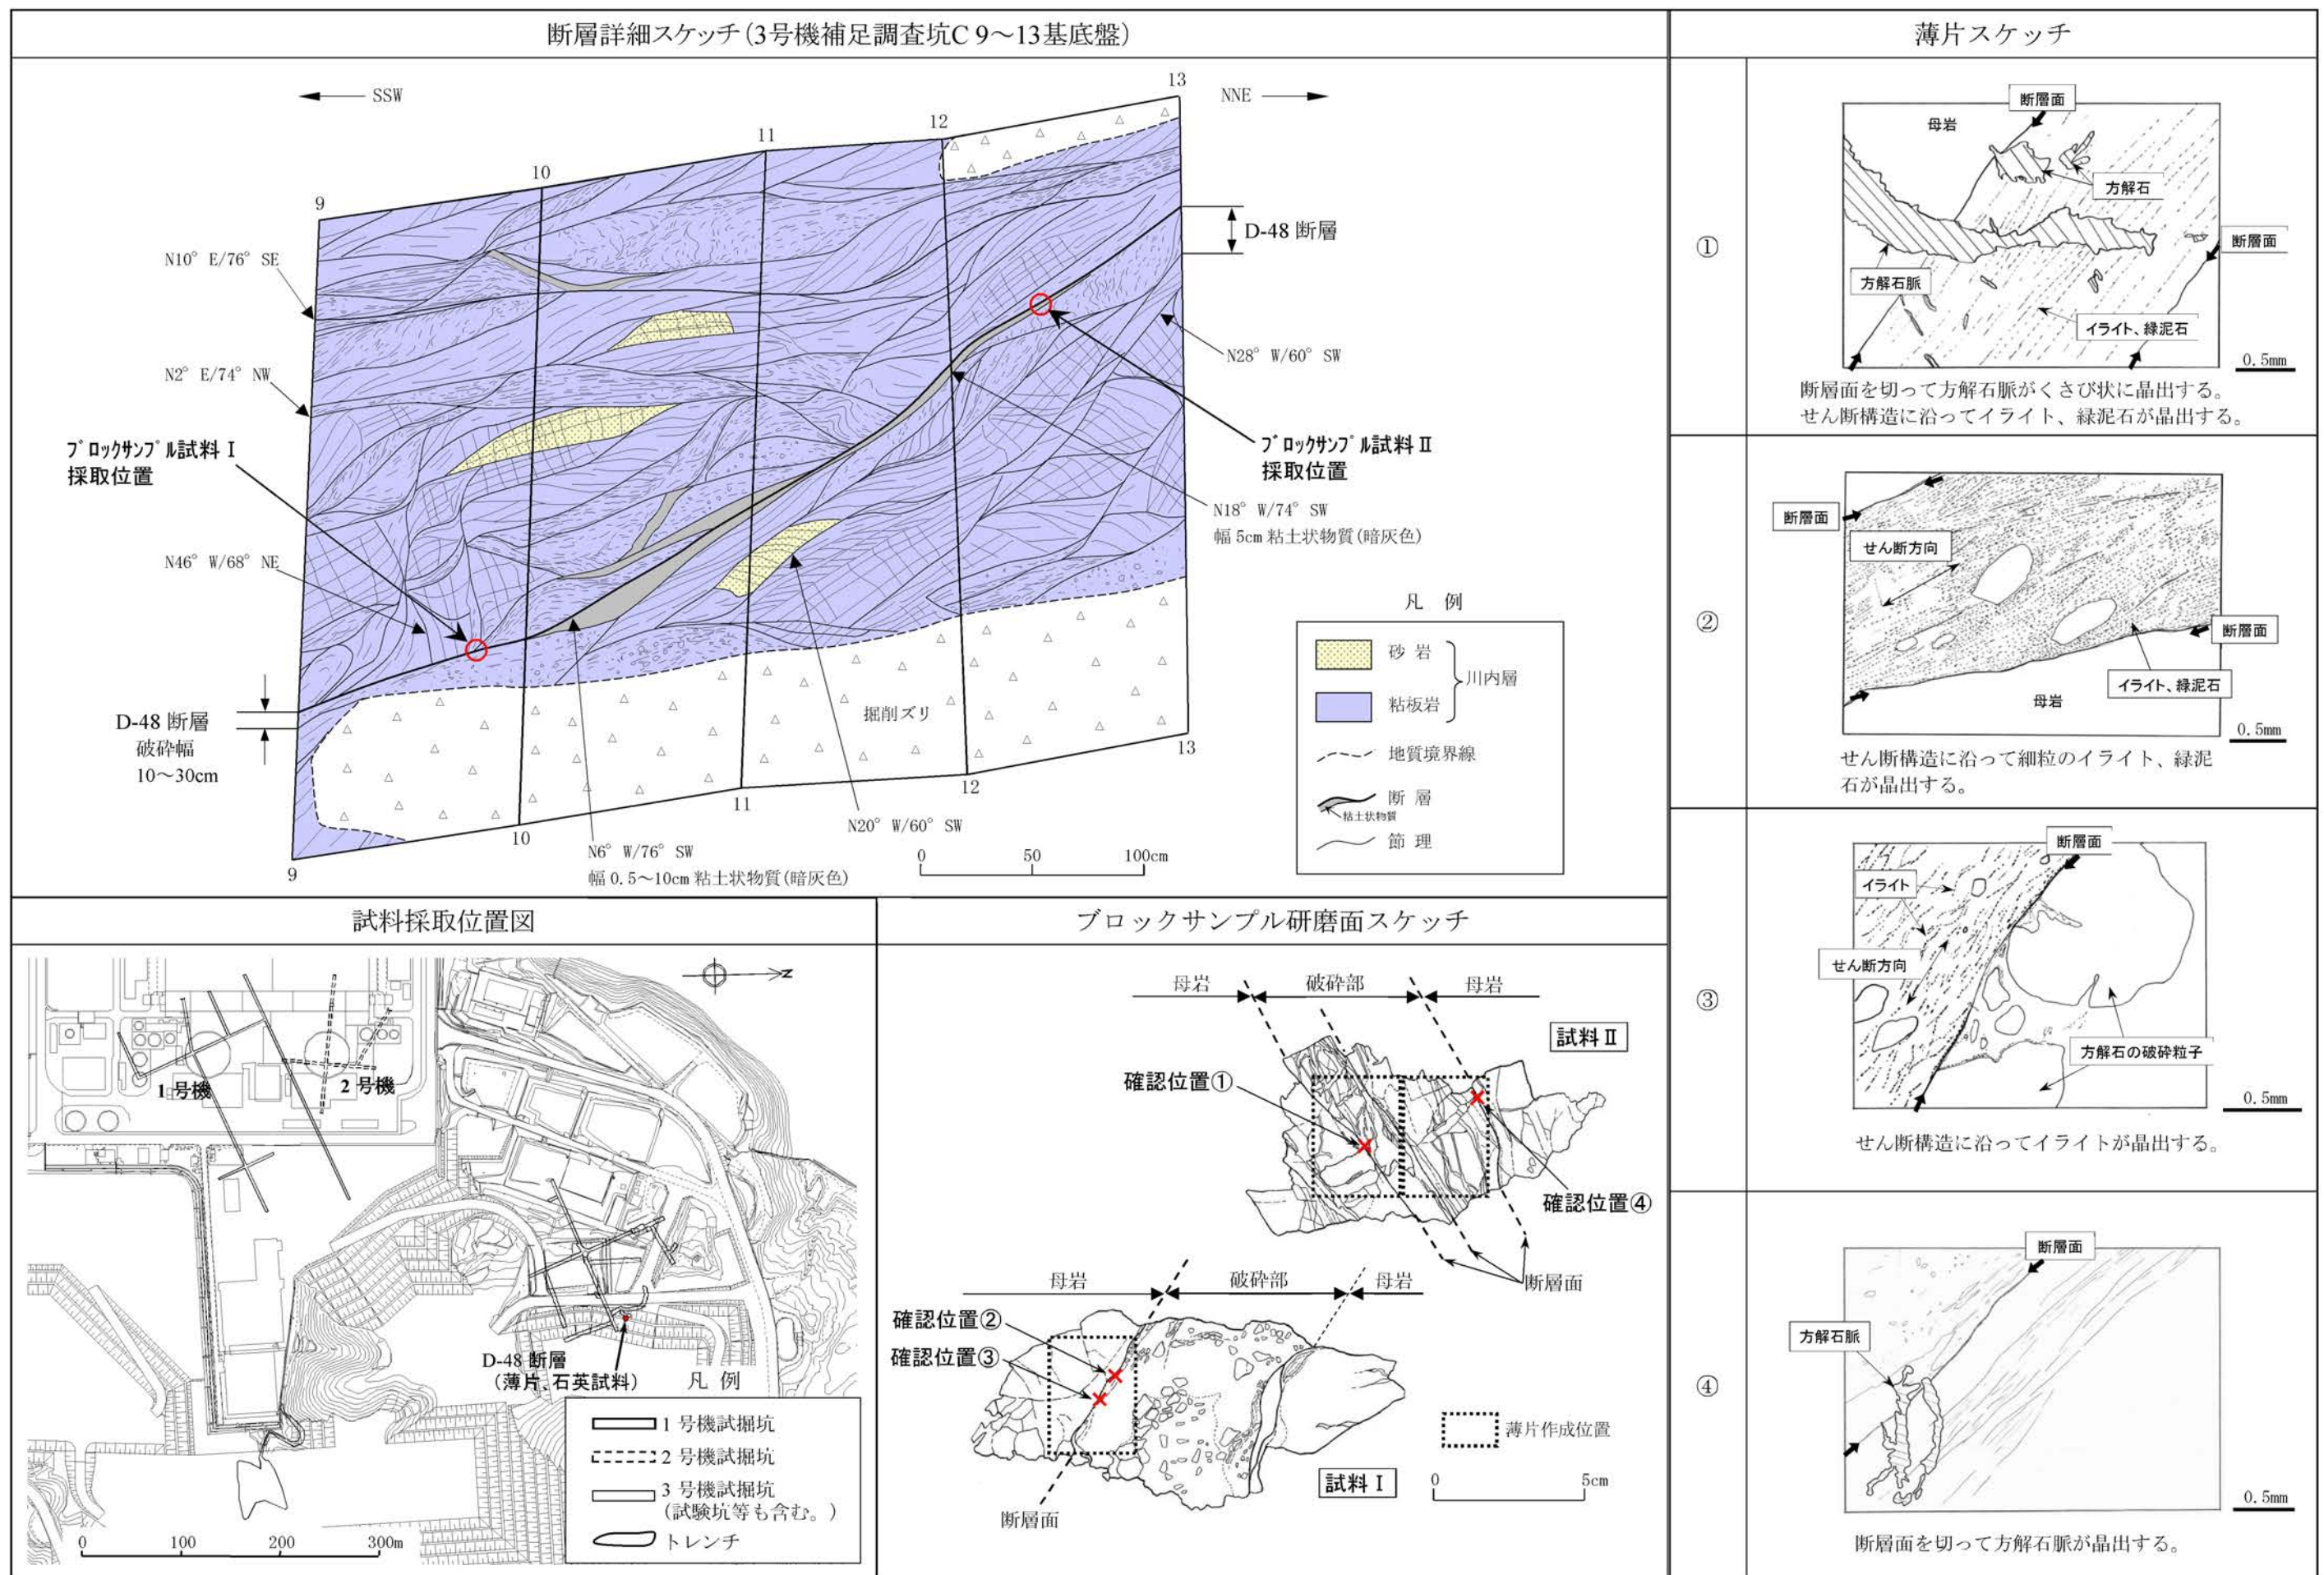 断層詳細スケッチ(3号機補足調査坑C 9～13基底盤)
SSW
NNE
9
10
11
12
13
N10° E/76° SE
N2° E/74° NW
ブロックサンプル試料Ⅰ
採取位置
N46° W/68° NE
D-48 断層
破砕幅
10～30cm
D-48 断層
N28° W/60° SW
ブロックサンプル試料Ⅱ
採取位置
N18° W/74° SW
幅 5cm 粘土状物質(暗灰色)
掘削ズリ
9
10
11
12
13
N20° W/60° SW
N6° W/76° SW
幅 0.5～10cm 粘土状物質(暗灰色)
0 50 100cm
凡 例
砂 岩
粘板岩
川内層
地質境界線
断 層
粘土状物質
節 理
試料採取位置図
N
1 号機
2 号機
D-48 断層
(薄片、石英試料)
凡 例
1 号機試掘坑
2 号機試掘坑
3 号機試掘坑
(試験坑等も含む。)
トレンチ
0 100 200 300m
ブロックサンプル研磨面スケッチ
母岩 破砕部 母岩
試料Ⅱ
確認位置①
確認位置④
断層面
母岩 破砕部 母岩
確認位置②
確認位置③
断層面
試料Ⅰ
薄片作成位置
0 5cm
薄片スケッチ
①
断層面
母岩
方解石
断層面
方解石脈
イライト、緑泥石
0.5mm
断層面を切って方解石脈がくさび状に晶出する。
せん断構造に沿ってイライト、緑泥石が晶出する。
②
断層面
せん断方向
断層面
イライト、緑泥石
母岩
0.5mm
せん断構造に沿って細粒のイライト、緑泥
石が晶出する。
③
断層面
イライト
せん断方向
方解石の破砕粒子
0.5mm
せん断構造に沿ってイライトが晶出する。
④
断層面
方解石脈
0.5mm
断層面を切って方解石脈が晶出する。